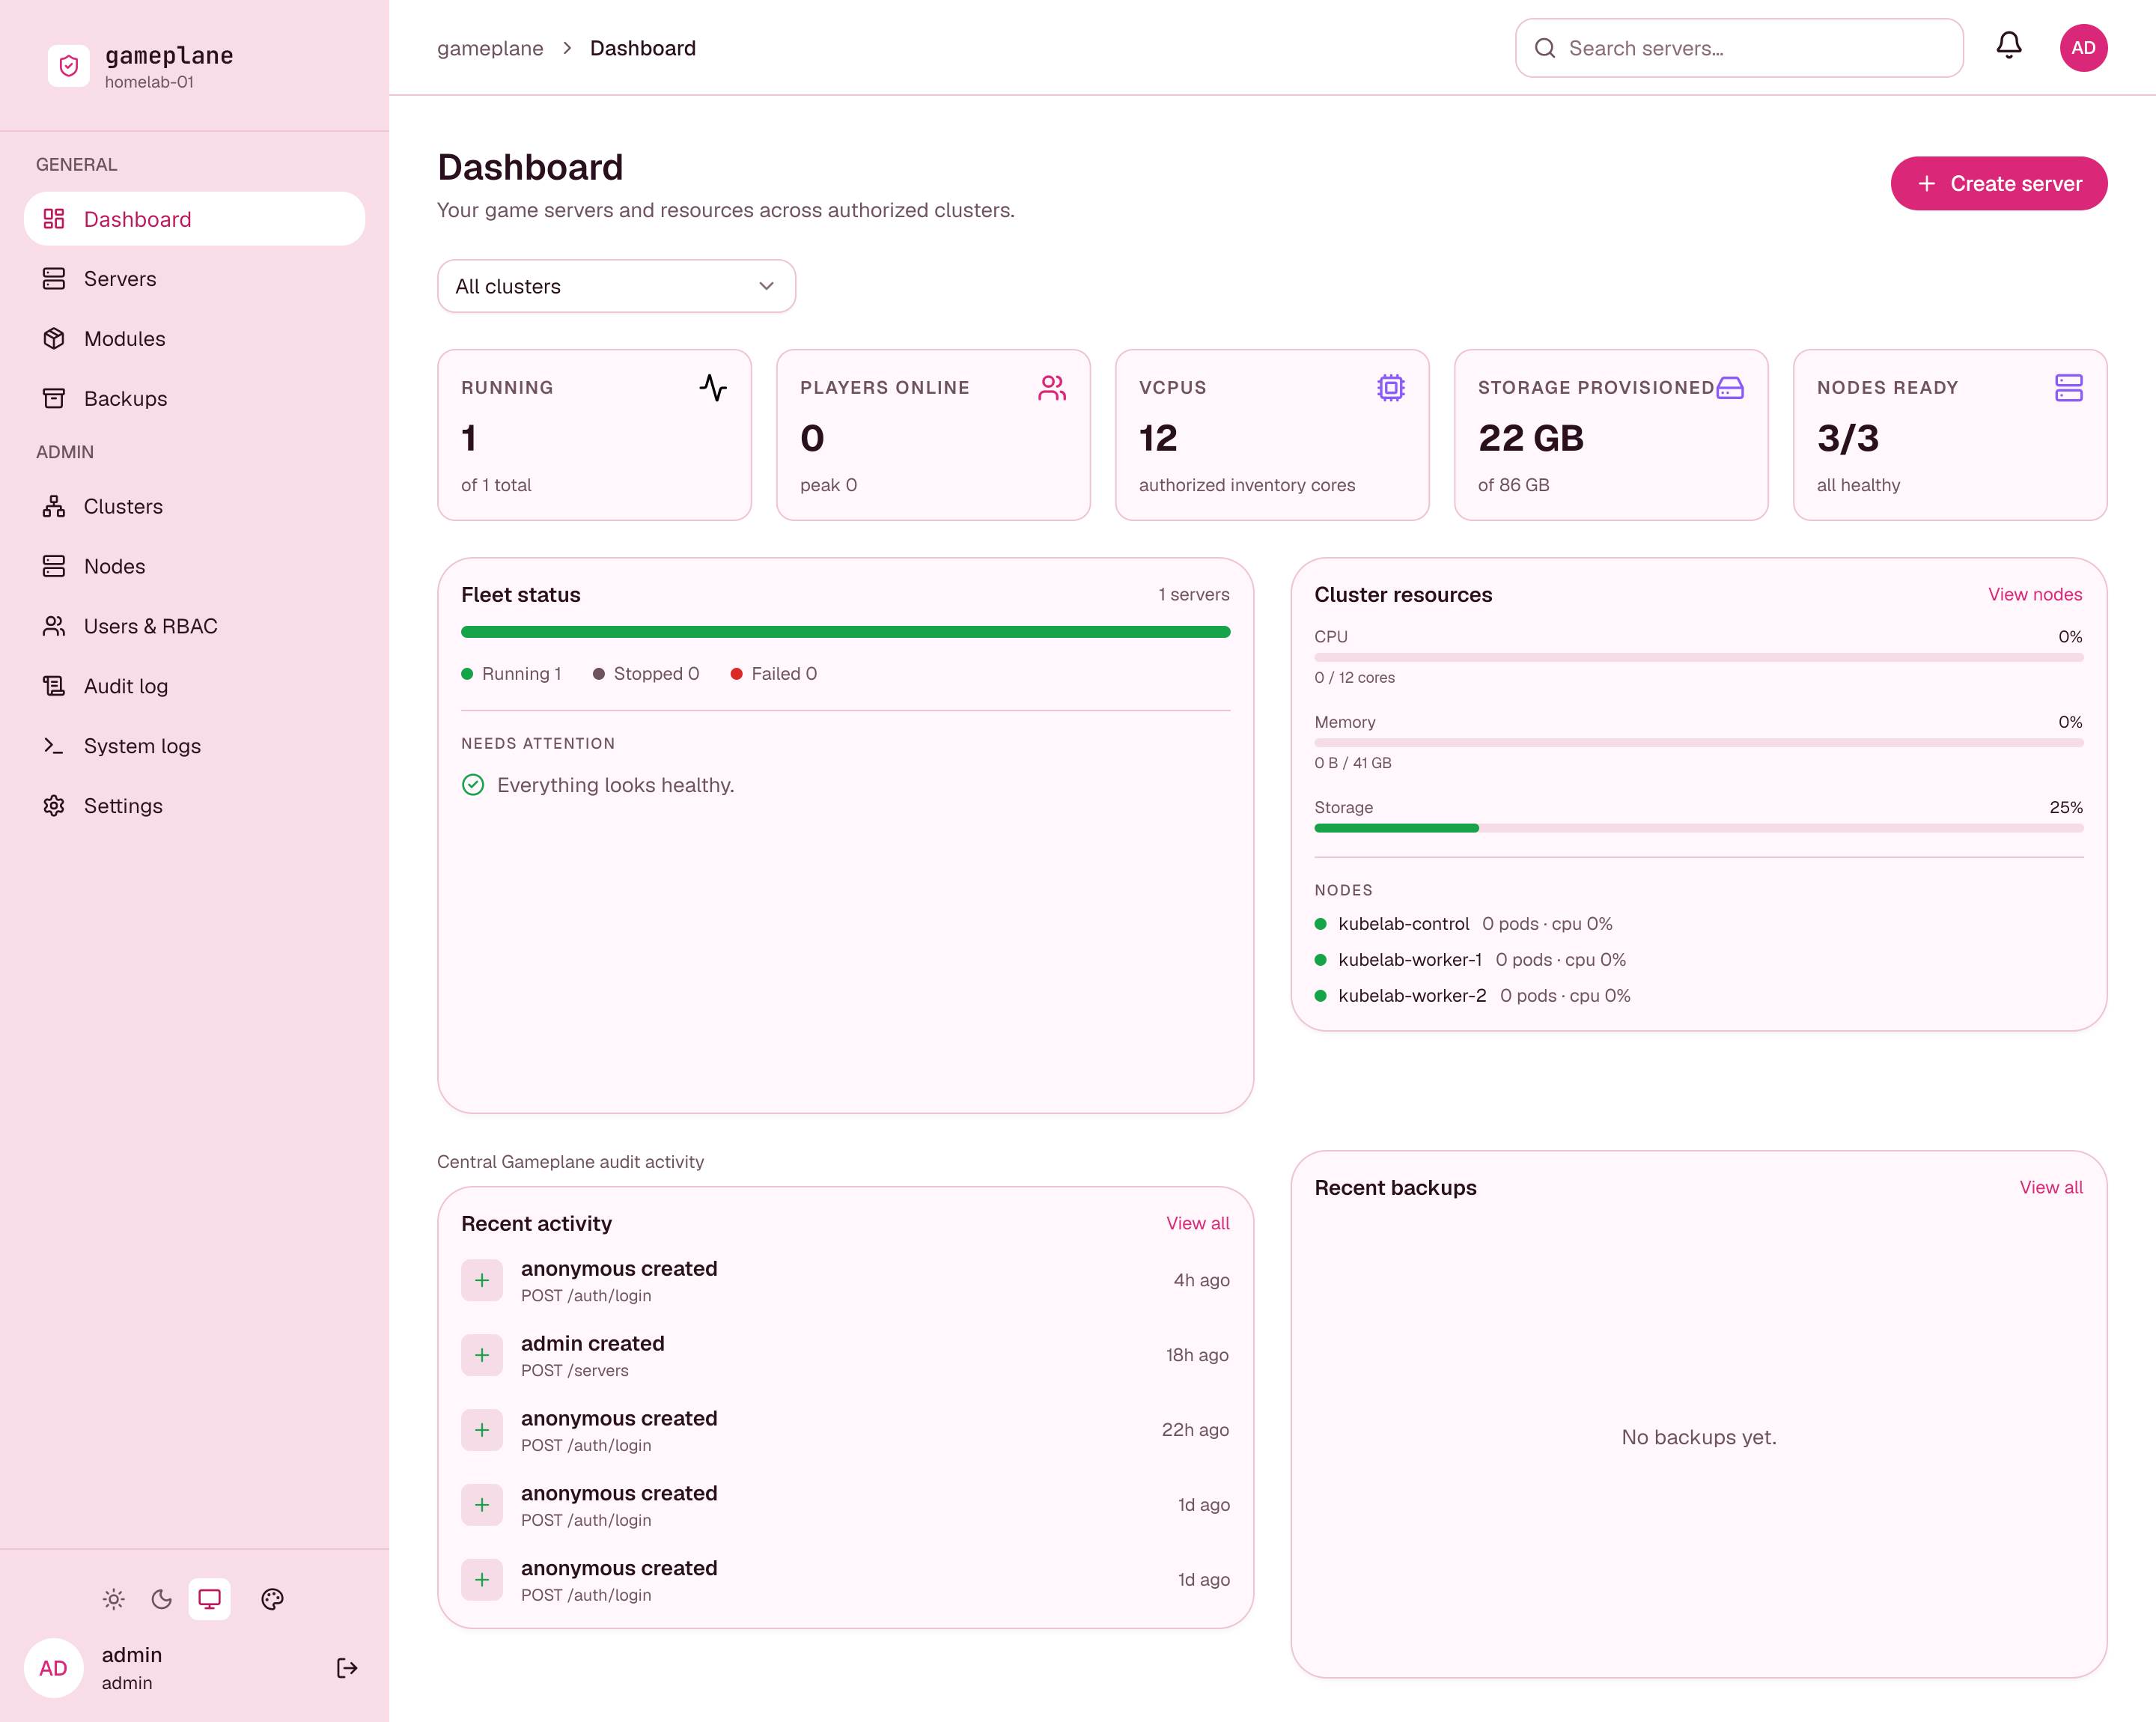 gameplane
homelab-01
GENERAL
Dashboard
Servers
Modules
Backups
ADMIN
Clusters
Nodes
Users & RBAC
Audit log
System logs
Settings
AD
admin
admin
gameplane > Dashboard
Search servers...
AD
Dashboard
Your game servers and resources across authorized clusters.
Create server
All clusters
RUNNING
1
of 1 total
PLAYERS ONLINE
0
peak 0
VCPUS
12
authorized inventory cores
STORAGE PROVISIONED
22 GB
of 86 GB
NODES READY
3/3
all healthy
Fleet status
1 servers
Running 1
Stopped 0
Failed 0
NEEDS ATTENTION
Everything looks healthy.
Cluster resources
View nodes
CPU
0%
0 / 12 cores
Memory
0%
0 B / 41 GB
Storage
25%
NODES
kubelab-control 0 pods · cpu 0%
kubelab-worker-1 0 pods · cpu 0%
kubelab-worker-2 0 pods · cpu 0%
Central Gameplane audit activity
Recent activity
View all
anonymous created
POST /auth/login
4h ago
admin created
POST /servers
18h ago
anonymous created
POST /auth/login
22h ago
anonymous created
POST /auth/login
1d ago
anonymous created
POST /auth/login
1d ago
Recent backups
View all
No backups yet.